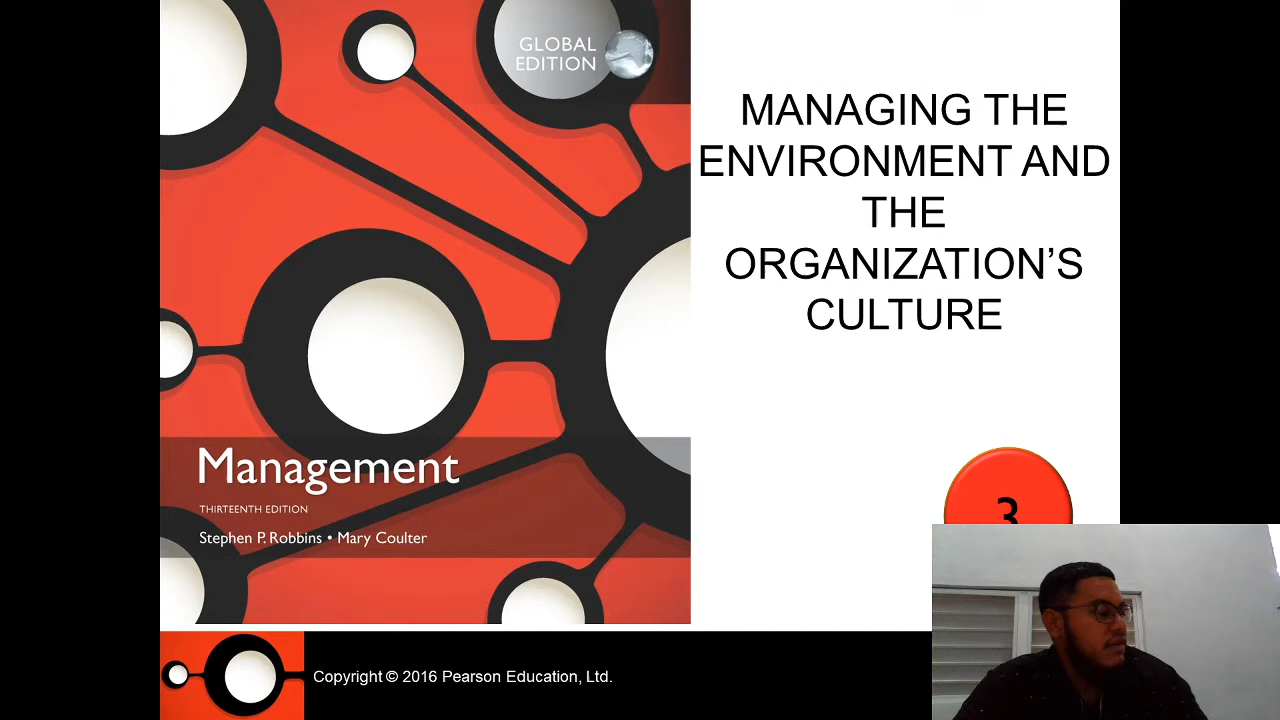 GLOBAL
EDITION
MANAGING THE
ENVIRONMENT AND
THE
ORGANIZATION’S
CULTURE
Management
THIRTEENTH EDITION
Stephen P. Robbins • Mary Coulter
3
Copyright © 2016 Pearson Education, Ltd.